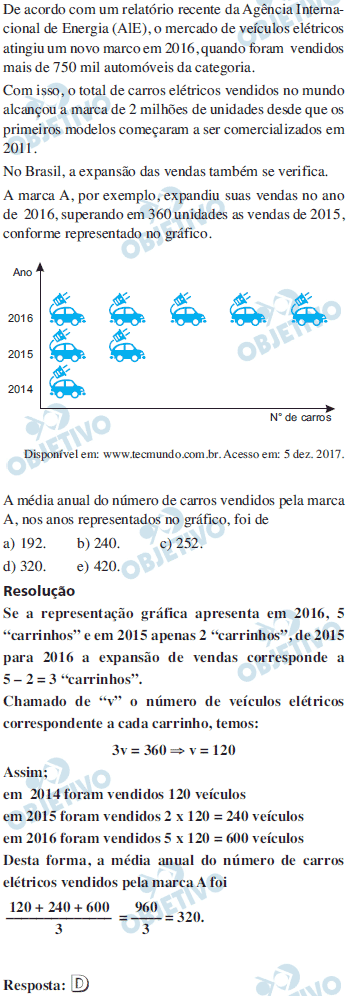 De acordo com um relatório recente da Agência Interna-
cional de Energia (AIE), o mercado de veículos elétricos
atingiu um novo marco em 2016, quando foram vendidos
mais de 750 mil automóveis da categoria.
Com isso, o total de carros elétricos vendidos no mundo
alcançou a marca de 2 milhões de unidades desde que os
primeiros modelos começaram a ser comercializados em
2011.
No Brasil, a expansão das vendas também se verifica.
A marca A, por exemplo, expandiu suas vendas no ano
de 2016, superando em 360 unidades as vendas de 2015,
conforme representado no gráfico.
Ano
2016
2015
2014
N° de carros
Disponível em: www.tecmundo.com.br. Acesso em: 5 dez. 2017.
A média anual do número de carros vendidos pela marca
A, nos anos representados no gráfico, foi de
a) 192. b) 240. c) 252.
d) 320. e) 420.
Resolução
Se a representação gráfica apresenta em 2016, 5
“carrinhos” e em 2015 apenas 2 “carrinhos”, de 2015
para 2016 a expansão de vendas corresponde a
5 – 2 = 3 “carrinhos”.
Chamado de “v” o número de veículos elétricos
correspondente a cada carrinho, temos:
3v = 360 ⇒ v = 120
Assim;
em 2014 foram vendidos 120 veículos
em 2015 foram vendidos 2 x 120 = 240 veículos
em 2016 foram vendidos 5 x 120 = 600 veículos
Desta forma, a média anual do número de carros
elétricos vendidos pela marca A foi
120 + 240 + 600 / 3 = 960 / 3 = 320.
Resposta: D
OBJETIVO